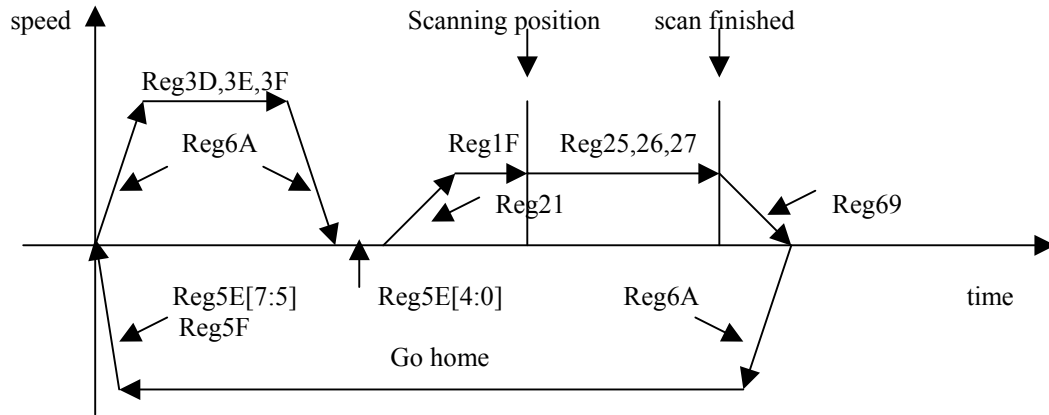 speed
Scanning position
scan finished
Reg3D,3E,3F
Reg6A
Reg1F
Reg25,26,27
Reg21
Reg69
Reg5E[7:5]
Reg5F
Reg5E[4:0]
Reg6A
time
Go home